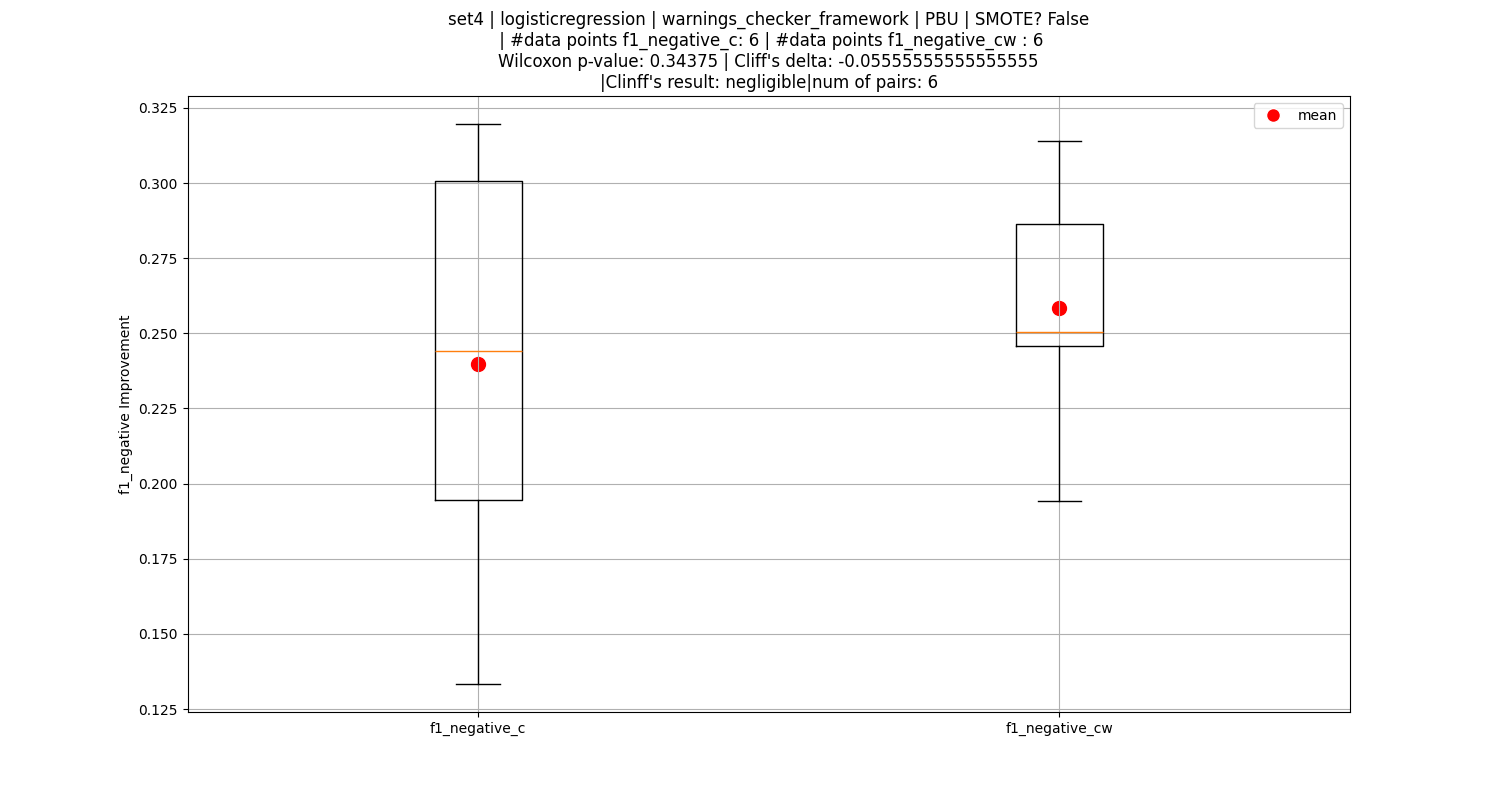 set4 | logisticregression | warnings_checker_framework | PBU | SMOTE? False
| #data points f1_negative_c: 6 | #data points f1_negative_cw : 6
Wilcoxon p-value: 0.34375 | Cliff's delta: -0.05555555555555555
|Clinff's result: negligible|num of pairs: 6
mean
0.325
0.300
0.275
0.250
0.225
0.200
0.175
0.150
0.125
f1_negative Improvement
f1_negative_c
f1_negative_cw